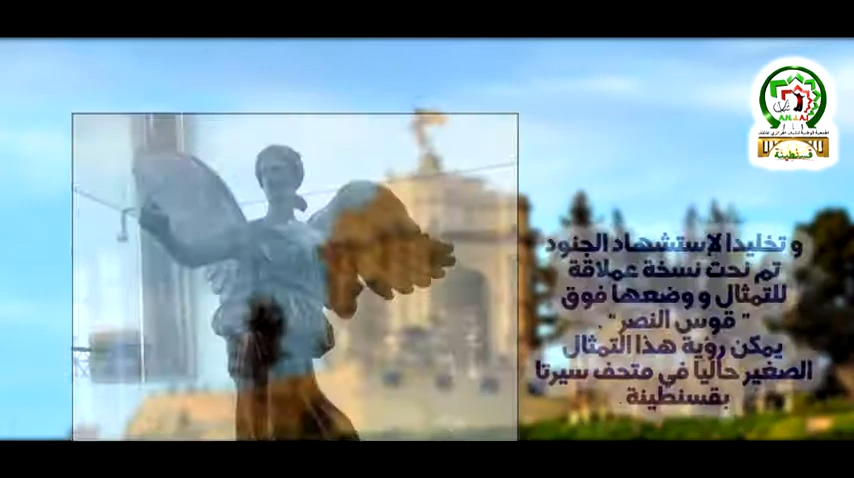 و تخليدا لإستشهاد الجنود
تم نحت نسخة عملاقة
للتمثال و وضعها فوق
" قوس النصر" .
يمكن رؤية هذا التمثال
الصغير حاليا في متحف سيرتا
بقسنطينة .
قسنطينة